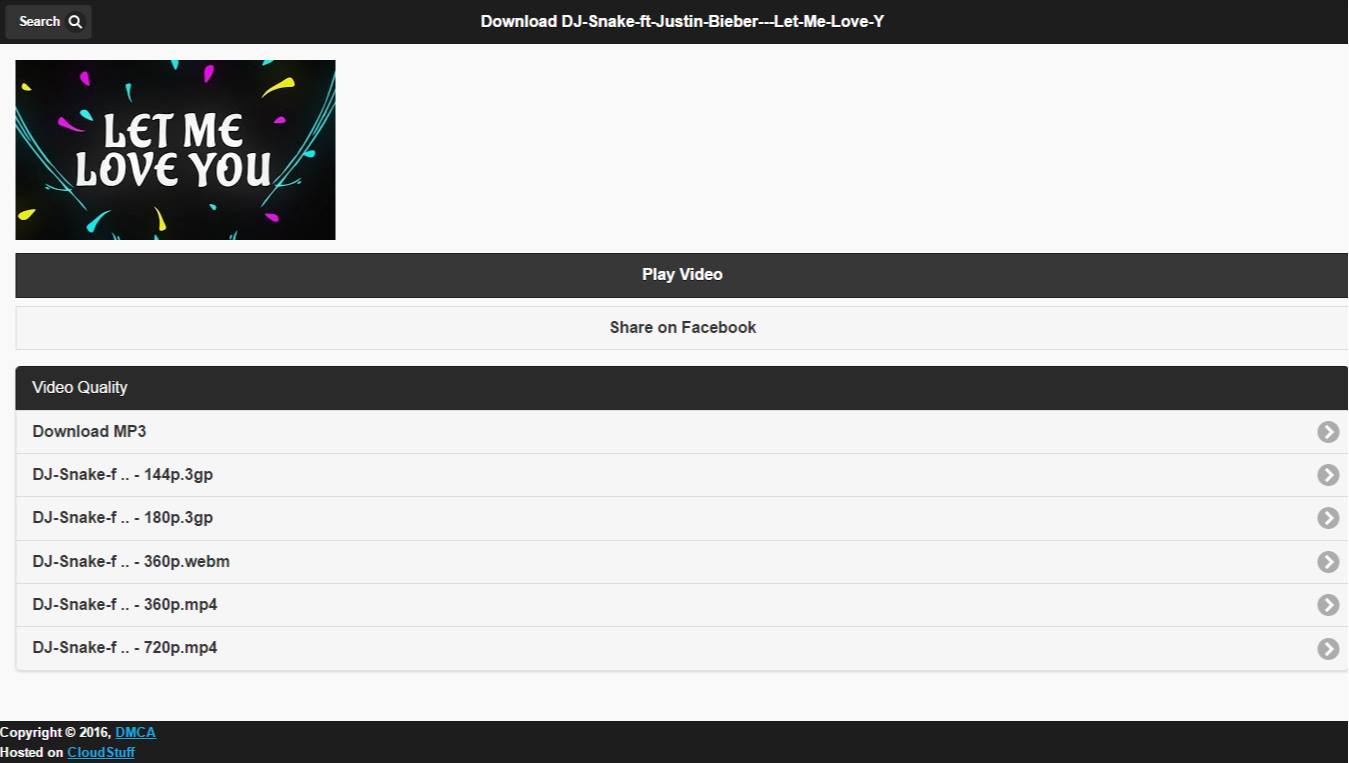 Search
Download DJ-Snake-ft-Justin-Bieber---Let-Me-Love-Y
LET ME
LOVE YOU
Play Video
Share on Facebook
Video Quality
Download MP3
DJ-Snake-f .. - 144p.3gp
DJ-Snake-f .. - 180p.3gp
DJ-Snake-f .. - 360p.webm
DJ-Snake-f .. - 360p.mp4
DJ-Snake-f .. - 720p.mp4
Copyright © 2016, DMCA
Hosted on CloudStuff